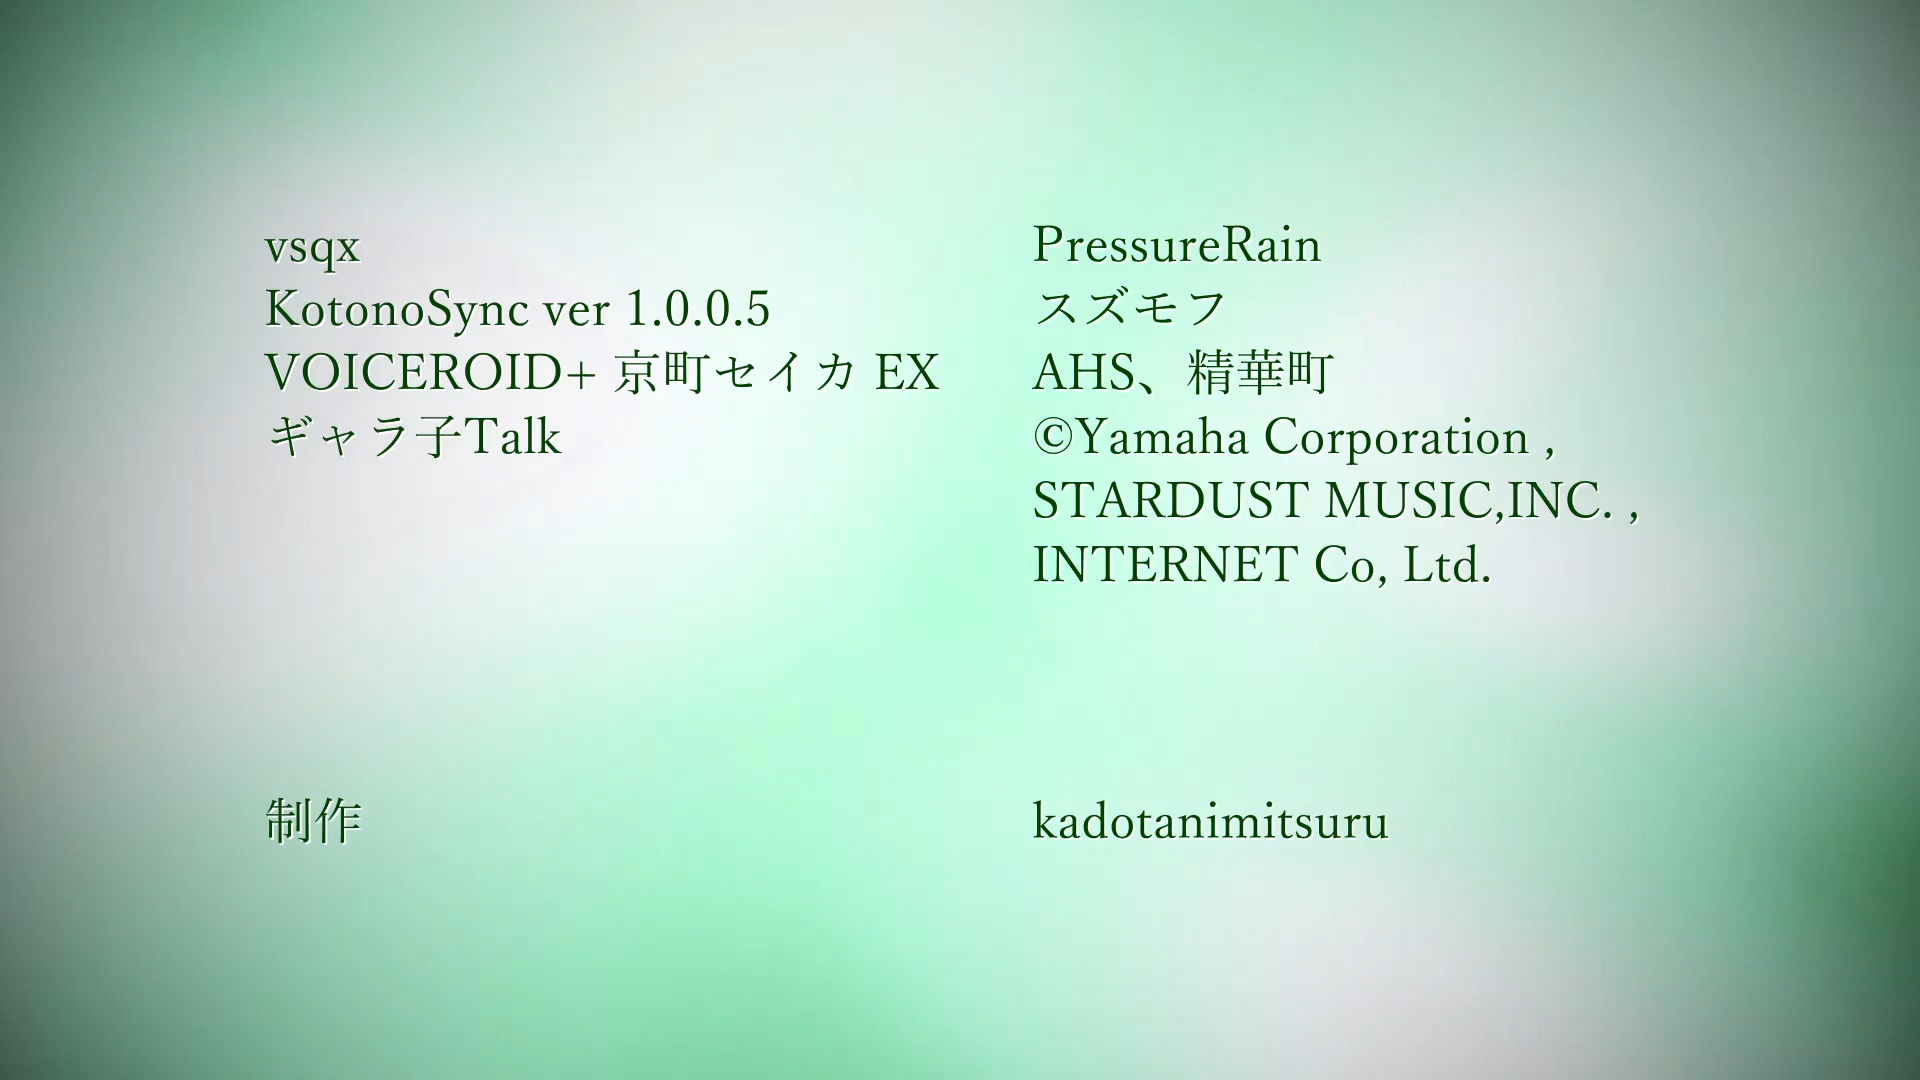 vsqx
PressureRain
KotonoSync ver 1.0.0.5
スズモフ
VOICEROID+ 京町セイカ EX
AHS、精華町
ギャラ子Talk
©Yamaha Corporation ,
STARDUST MUSIC,INC. ,
INTERNET Co, Ltd.
制作
kadotanimitsuru